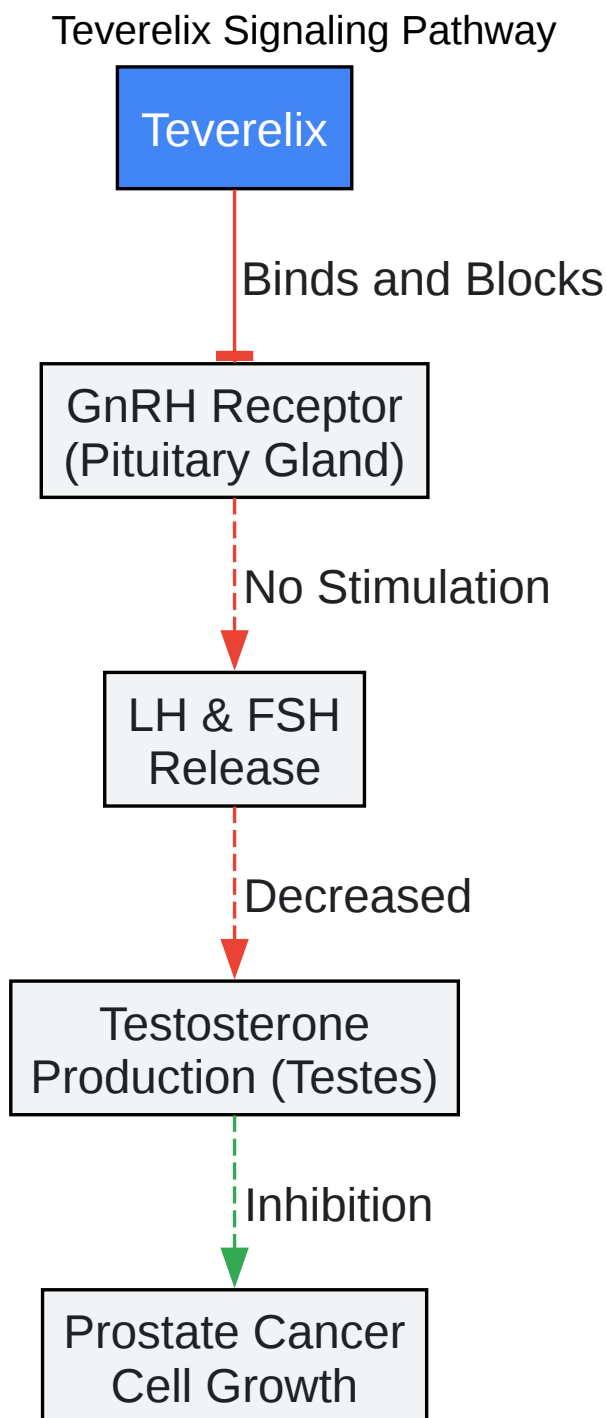 Teverelix Signaling Pathway
Teverelix
Binds and Blocks
GnRH Receptor
(Pituitary Gland)
No Stimulation
LH & FSH
Release
Decreased
Testosterone
Production (Testes)
Inhibition
Prostate Cancer
Cell Growth